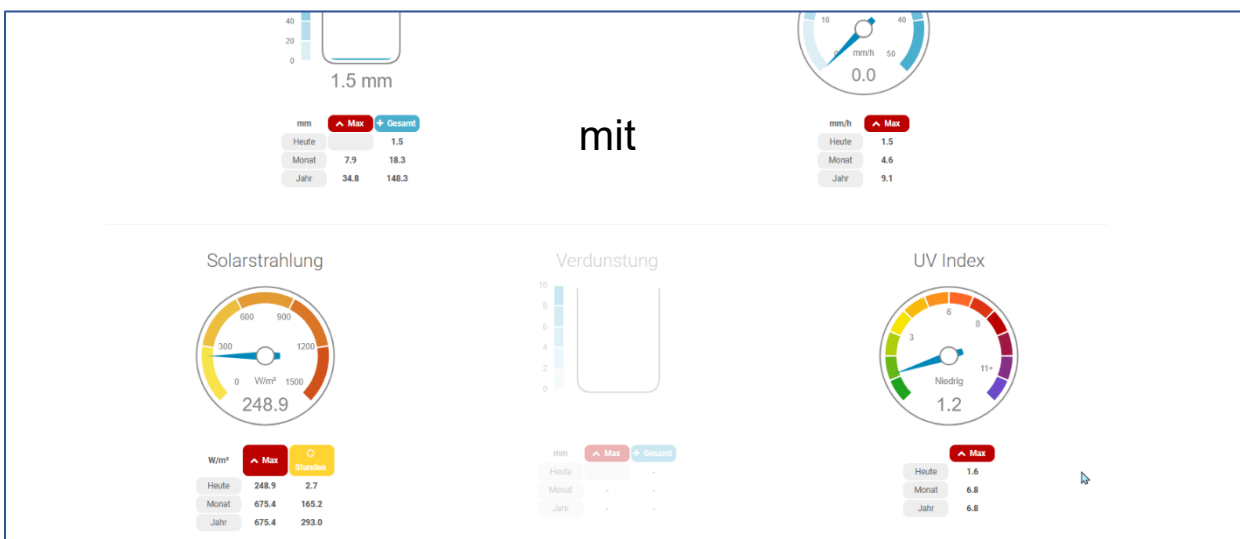 40
20
0
1.5 mm
10
40
0
mm/h
50
0.0
mm
Max
Gesamt
Heute
1.5
Monat
7.9
18.3
Jahr
34.8
148.3
mit
mm/h
Max
Heute
1.5
Monat
4.6
Jahr
9.1
Solarstrahlung
600
900
300
1200
0
W/m²
1500
248.9
W/m²
Max
Stunden
Heute
248.9
2.7
Monat
675.4
165.2
Jahr
675.4
293.0
Verdunstung
10
8
6
4
2
0
mm
Max
Gesamt
Heute
-
Monat
-
-
Jahr
-
-
UV Index
6
3
8
11+
Niedrig
1.2
Max
Heute
1.6
Monat
6.8
Jahr
6.8